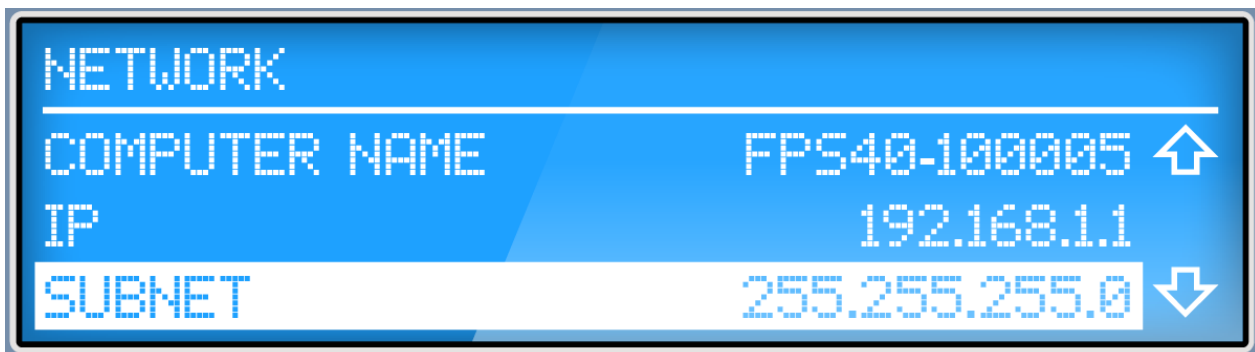 NETWORK
COMPUTER NAME FPS40-100005
IP 192.168.1.1
SUBNET 255.255.255.0